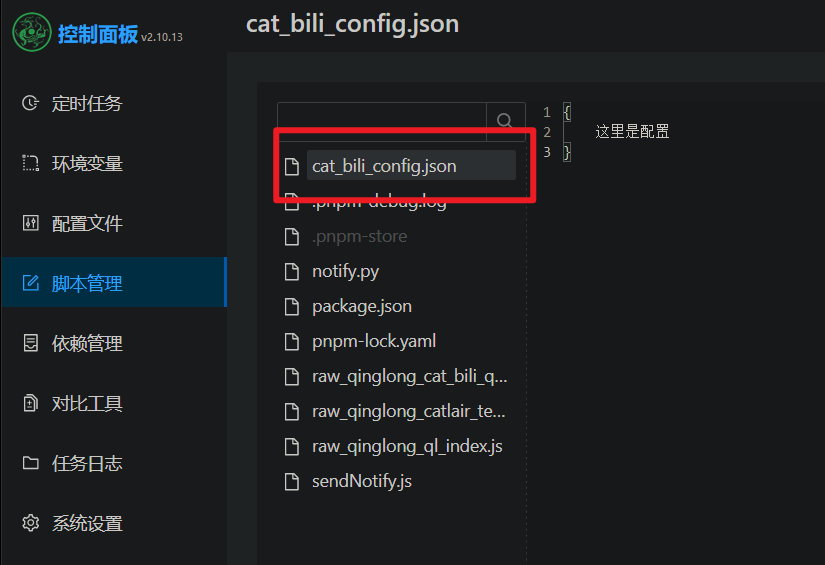 控制面板 v2.10.13
cat_bili_config.json
定时任务
环境变量
配置文件
脚本管理
依赖管理
对比工具
任务日志
系统设置
cat_bili_config.json
.pnpm-debug.log
.pnpm-store
notify.py
package.json
pnpm-lock.yaml
raw_qinglong_cat_bili_q...
raw_qinglong_catlair_te...
raw_qinglong_ql_index.js
sendNotify.js
1 {
2 这里是配置
3 }